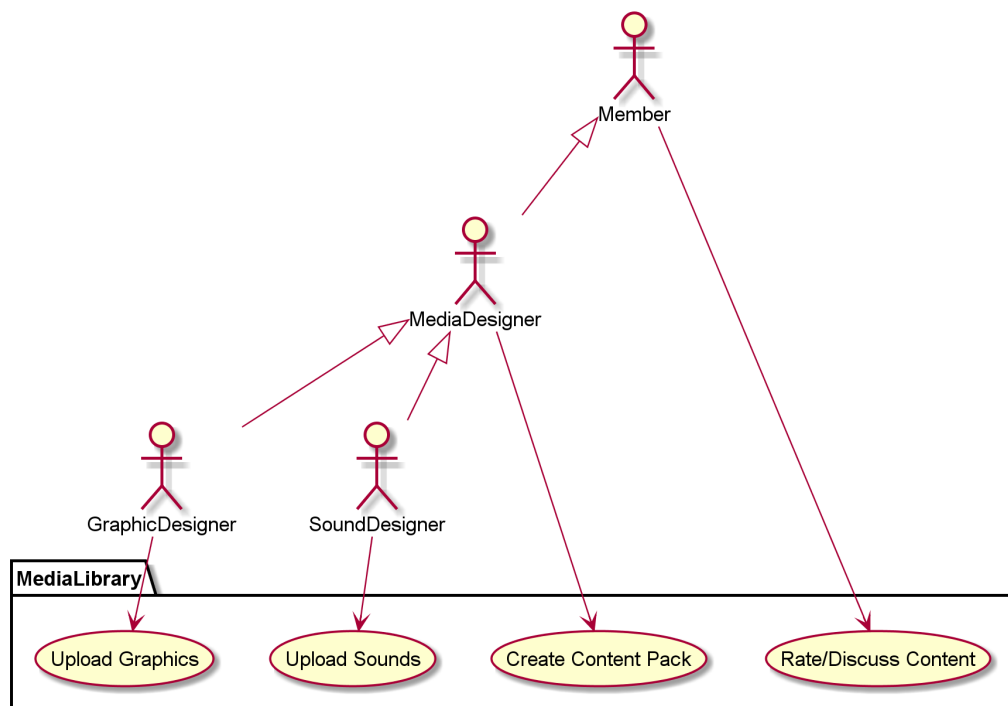 Member
MediaDesigner
GraphicDesigner
SoundDesigner
MediaLibrary
Upload Graphics
Upload Sounds
Create Content Pack
Rate/Discuss Content